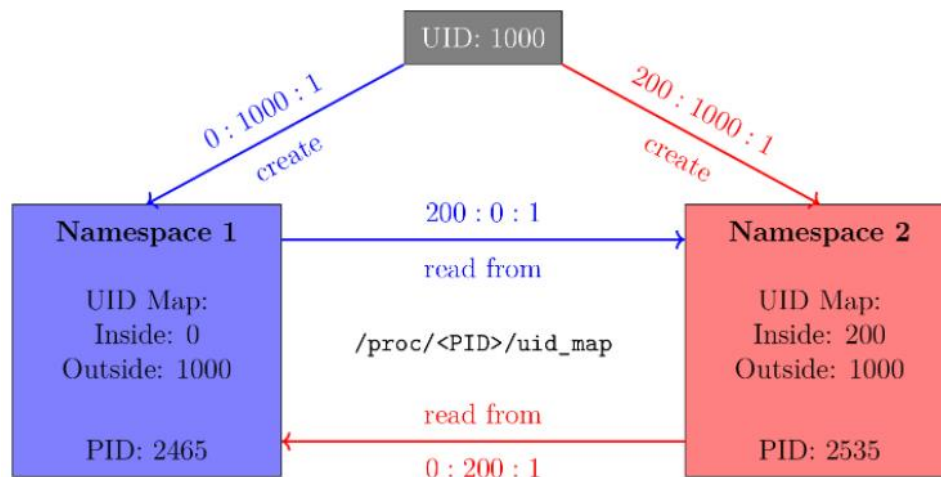 UID: 1000
0 : 1000 : 1
create
200 : 1000 : 1
create
Namespace 1
UID Map:
Inside: 0
Outside: 1000
PID: 2465
200 : 0 : 1
read from
/proc/<PID>/uid_map
read from
0 : 200 : 1
Namespace 2
UID Map:
Inside: 200
Outside: 1000
PID: 2535